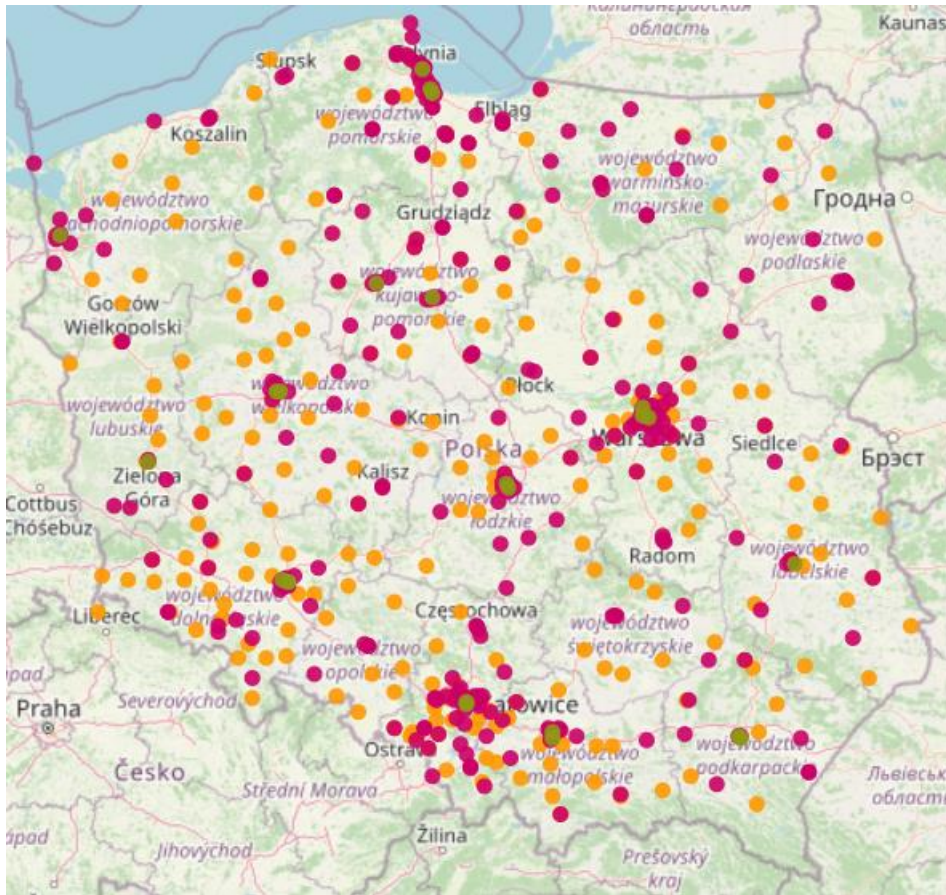 Калининградская
область
Kaunas
Słupsk
Gdynia
Elbląg
Koszalin
województwo
pomorskie
województwo
zachodniopomorskie
województwo
warmińsko-
mazurskie
Гродна
Grudziądz
województwo
podlaskie
województwo
kujawsko-
pomorskie
Gorzów
Wielkopolski
Płock
województwo
wielkopolskie
województwo
lubuskie
Konin
Warszawa
Siedlce
Polska
Брэст
Zielona
Góra
Kalisz
Cottbus
Chóśebuz
województwo
łódzkie
Radom
województwo
lubelskie
Liberec
województwo
dolnośląskie
Częstochowa
województwo
świętokrzyskie
województwo
opolskie
Severovýchod
Praha
Katowice
Ostrava
województwo
małopolskie
województwo
podkarpackie
Česko
Střední Morava
Львівська
област
Žilina
Jihovýchod
Prešovský
kraj